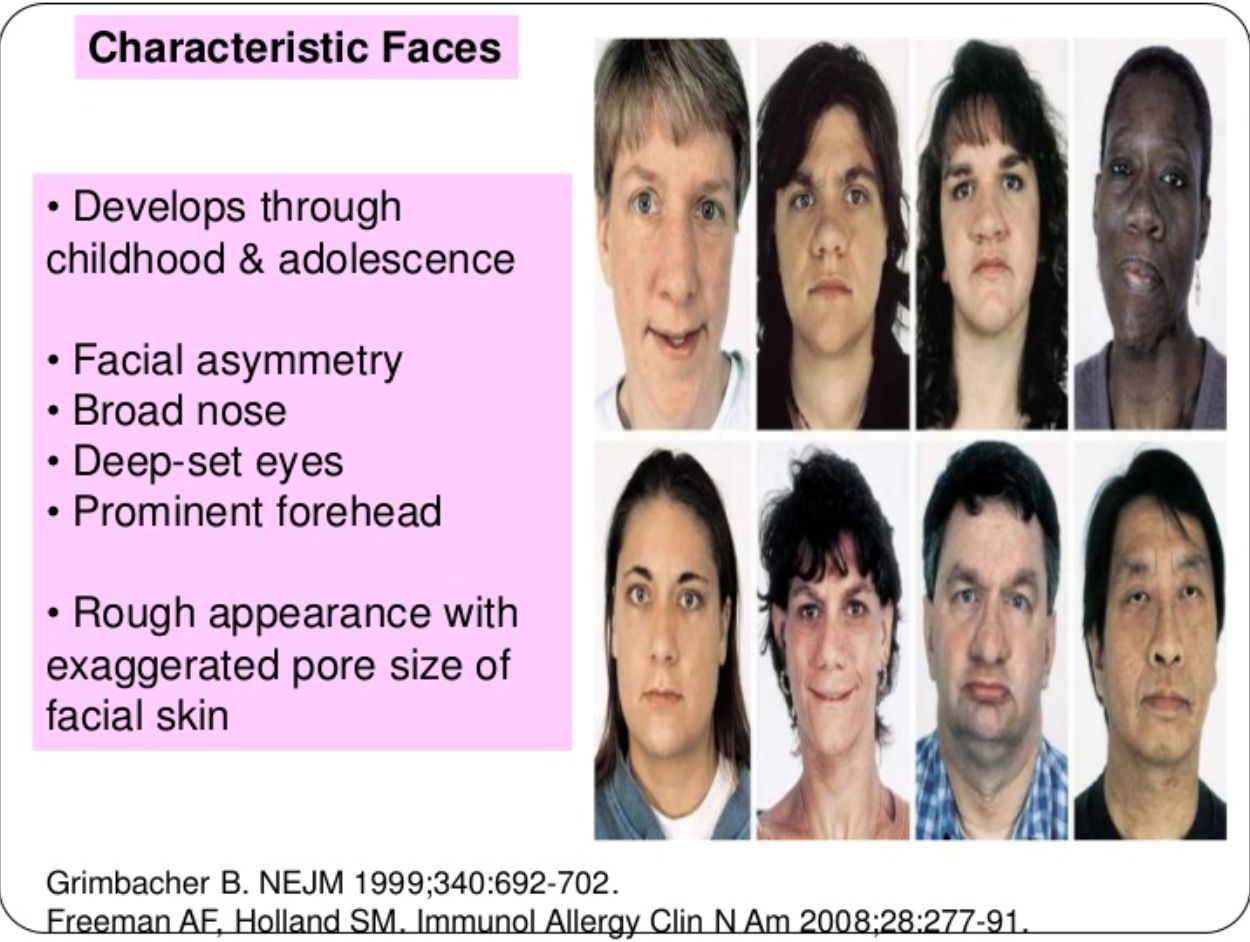 Characteristic Faces
• Develops through
childhood & adolescence
• Facial asymmetry
• Broad nose
• Deep-set eyes
• Prominent forehead
• Rough appearance with
exaggerated pore size of
facial skin
Grimbacher B. NEJM 1999;340:692-702.
Freeman AF, Holland SM. Immunol Allergy Clin N Am 2008;28:277-91.